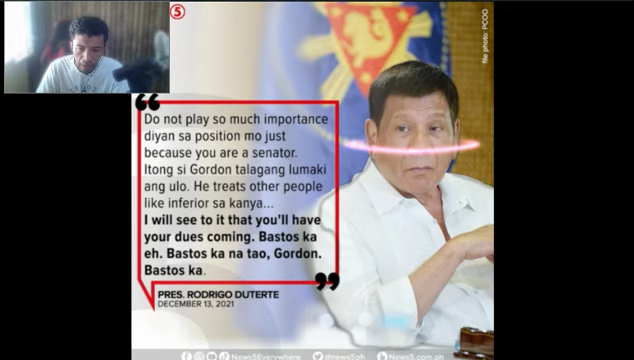 5
file photo: PCOO
Do not play so much importance
diyan sa position mo just
because you are a senator.
Itong si Gordon talagang lumaki
ang ulo. He treats other people
like inferior sa kanya...
I will see to it that you'll have
your dues coming. Bastos ka
eh. Bastos ka na tao, Gordon.
Bastos ka.
PRES. RODRIGO DUTERTE
DECEMBER 13, 2021
News5Everywhere @news5ph News5.com.ph